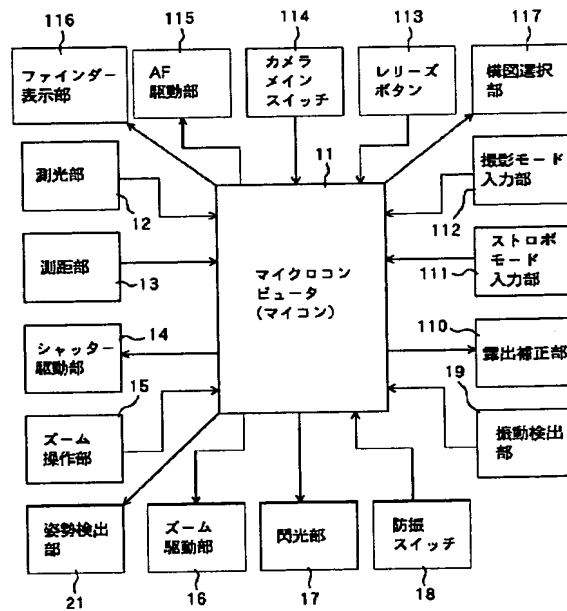 116
115
114
113
117
ファインダー
表示部
AF
駆動部
カメラ
メイン
スイッチ
レリーズ
ボタン
構図選択
部
11
測光部
12
撮影モード
入力部
112
測距部
13
マイクロコン
ピュータ
(マイコン)
ストロボ
モード
入力部
111
14
シャッター
駆動部
110
露出補正部
15
ズーム
操作部
19
振動検出
部
姿勢検出
部
21
ズーム
駆動部
16
閃光部
17
防振
スイッチ
18